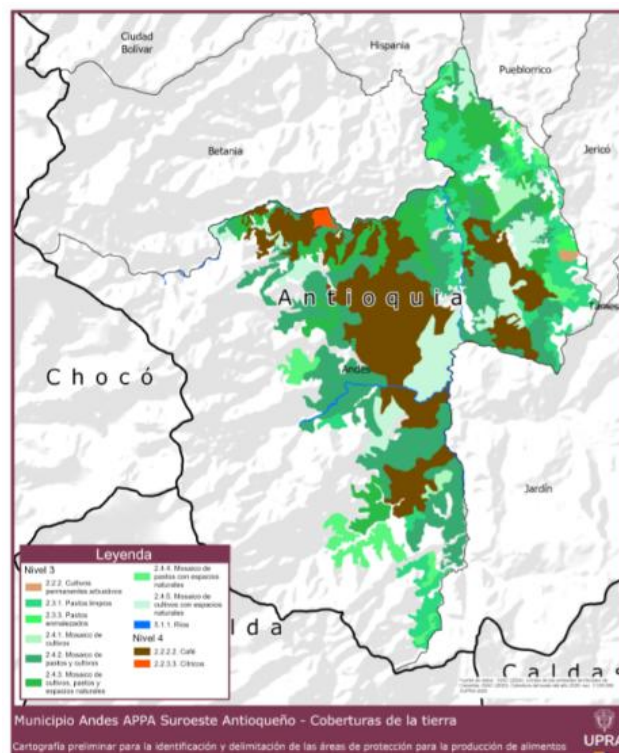 Ciudad
Bolívar
Hispania
Pueblorrico
Betania
Jericó
Antioquia
Támesis
Chocó
Andes
Jardín
Caldas
Leyenda
Nivel 3
2.2.2. Cultivos
permanentes arbustivos
2.3.1. Pastos limpios
2.3.3. Pastos
enmalezados
2.4.1. Mosaico de
cultivos
2.4.2. Mosaico de
pastos y cultivos
2.4.3. Mosaico de
cultivos, pastos y
espacios naturales
2.4.4. Mosaico de
pastos con espacios
naturales
2.4.5. Mosaico de
cultivos con espacios
naturales
5.1.1. Ríos
Nivel 4
2.2.2.2. Café
2.2.3.3. Cítricos
lda
Municipio Andes APPA Suroeste Antioqueño - Coberturas de la tierra
Cartografía preliminar para la identificación y delimitación de las áreas de protección para la producción de alimentos
UPRA